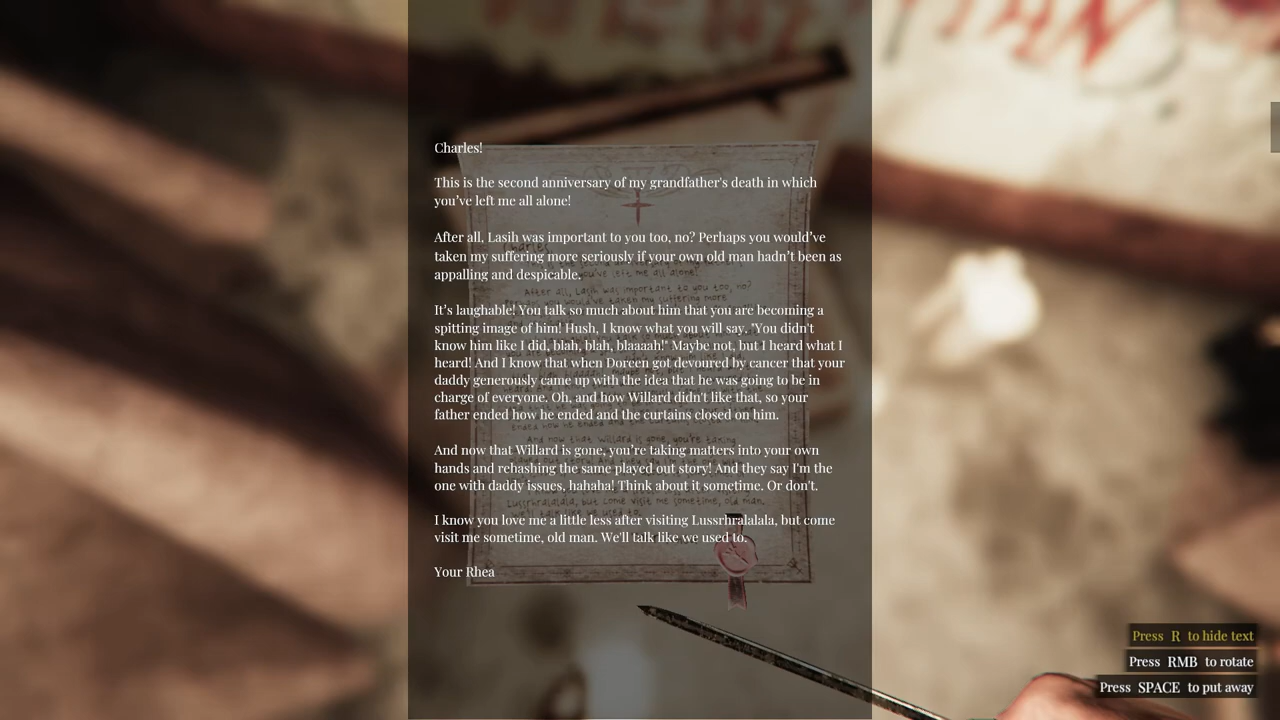 Charles!
This is the second anniversary of my grandfather's death in which
you've left me all alone!
After all, Lasih was important to you too, no? Perhaps you would've
taken my suffering more seriously if your own old man hadn't been as
appalling and despicable.
It's laughable! You talk so much about him that you are becoming a
spitting image of him! Hush, I know what you will say. "You didn't
know him like I did, blah, blah, blaaaah!" Maybe not, but I heard what I
heard! And I know that when Doreen got devoured by cancer that your
daddy generously came up with the idea that he was going to be in
charge of everyone. Oh, and how Willard didn't like that, so your
father ended how he ended and the curtains closed on him.
And now that Willard is gone, you're taking matters into your own
hands and rehashing the same played out story! And they say I'm the
one with daddy issues, hahaha! Think about it sometime. Or don't.
I know you love me a little less after visiting Lussrhralalala, but come
visit me sometime, old man. We'll talk like we used to.
Your Rhea
Press R to hide text
Press RMB to rotate
Press SPACE to put away